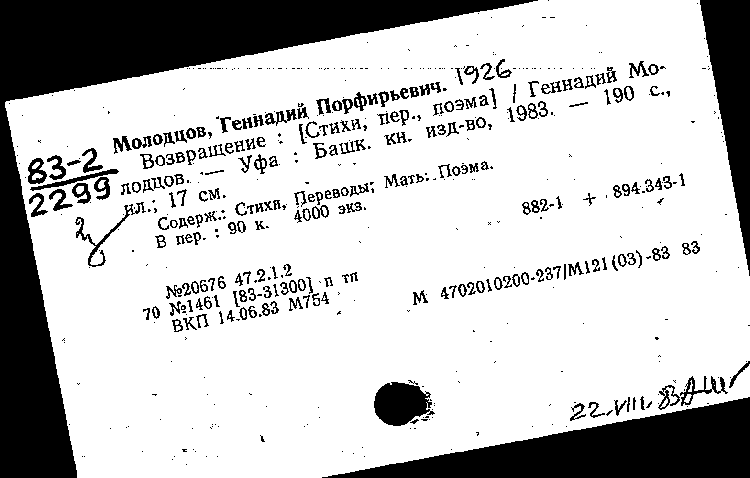 Молодцов, Геннадий Порфирьевич. 1926
83-2
2299
Возвращение : [Стихи, пер., поэма] / Геннадий Мо-
лодцов. — Уфа : Башк. кн. изд-во, 1983. — 190 с.,
ил.; 17 см.
Содерж.: Стихи, Переводы; Мать: Поэма.
В пер. : 90 к. 4000 экз.
882-1 + 894.343-1
№20676 47.2.1.2
70 №1461 [83-31300] п тп
ВКП 14.06.83 М754
М 4702010200-237/М121(03)-83 83
22.VIII.83